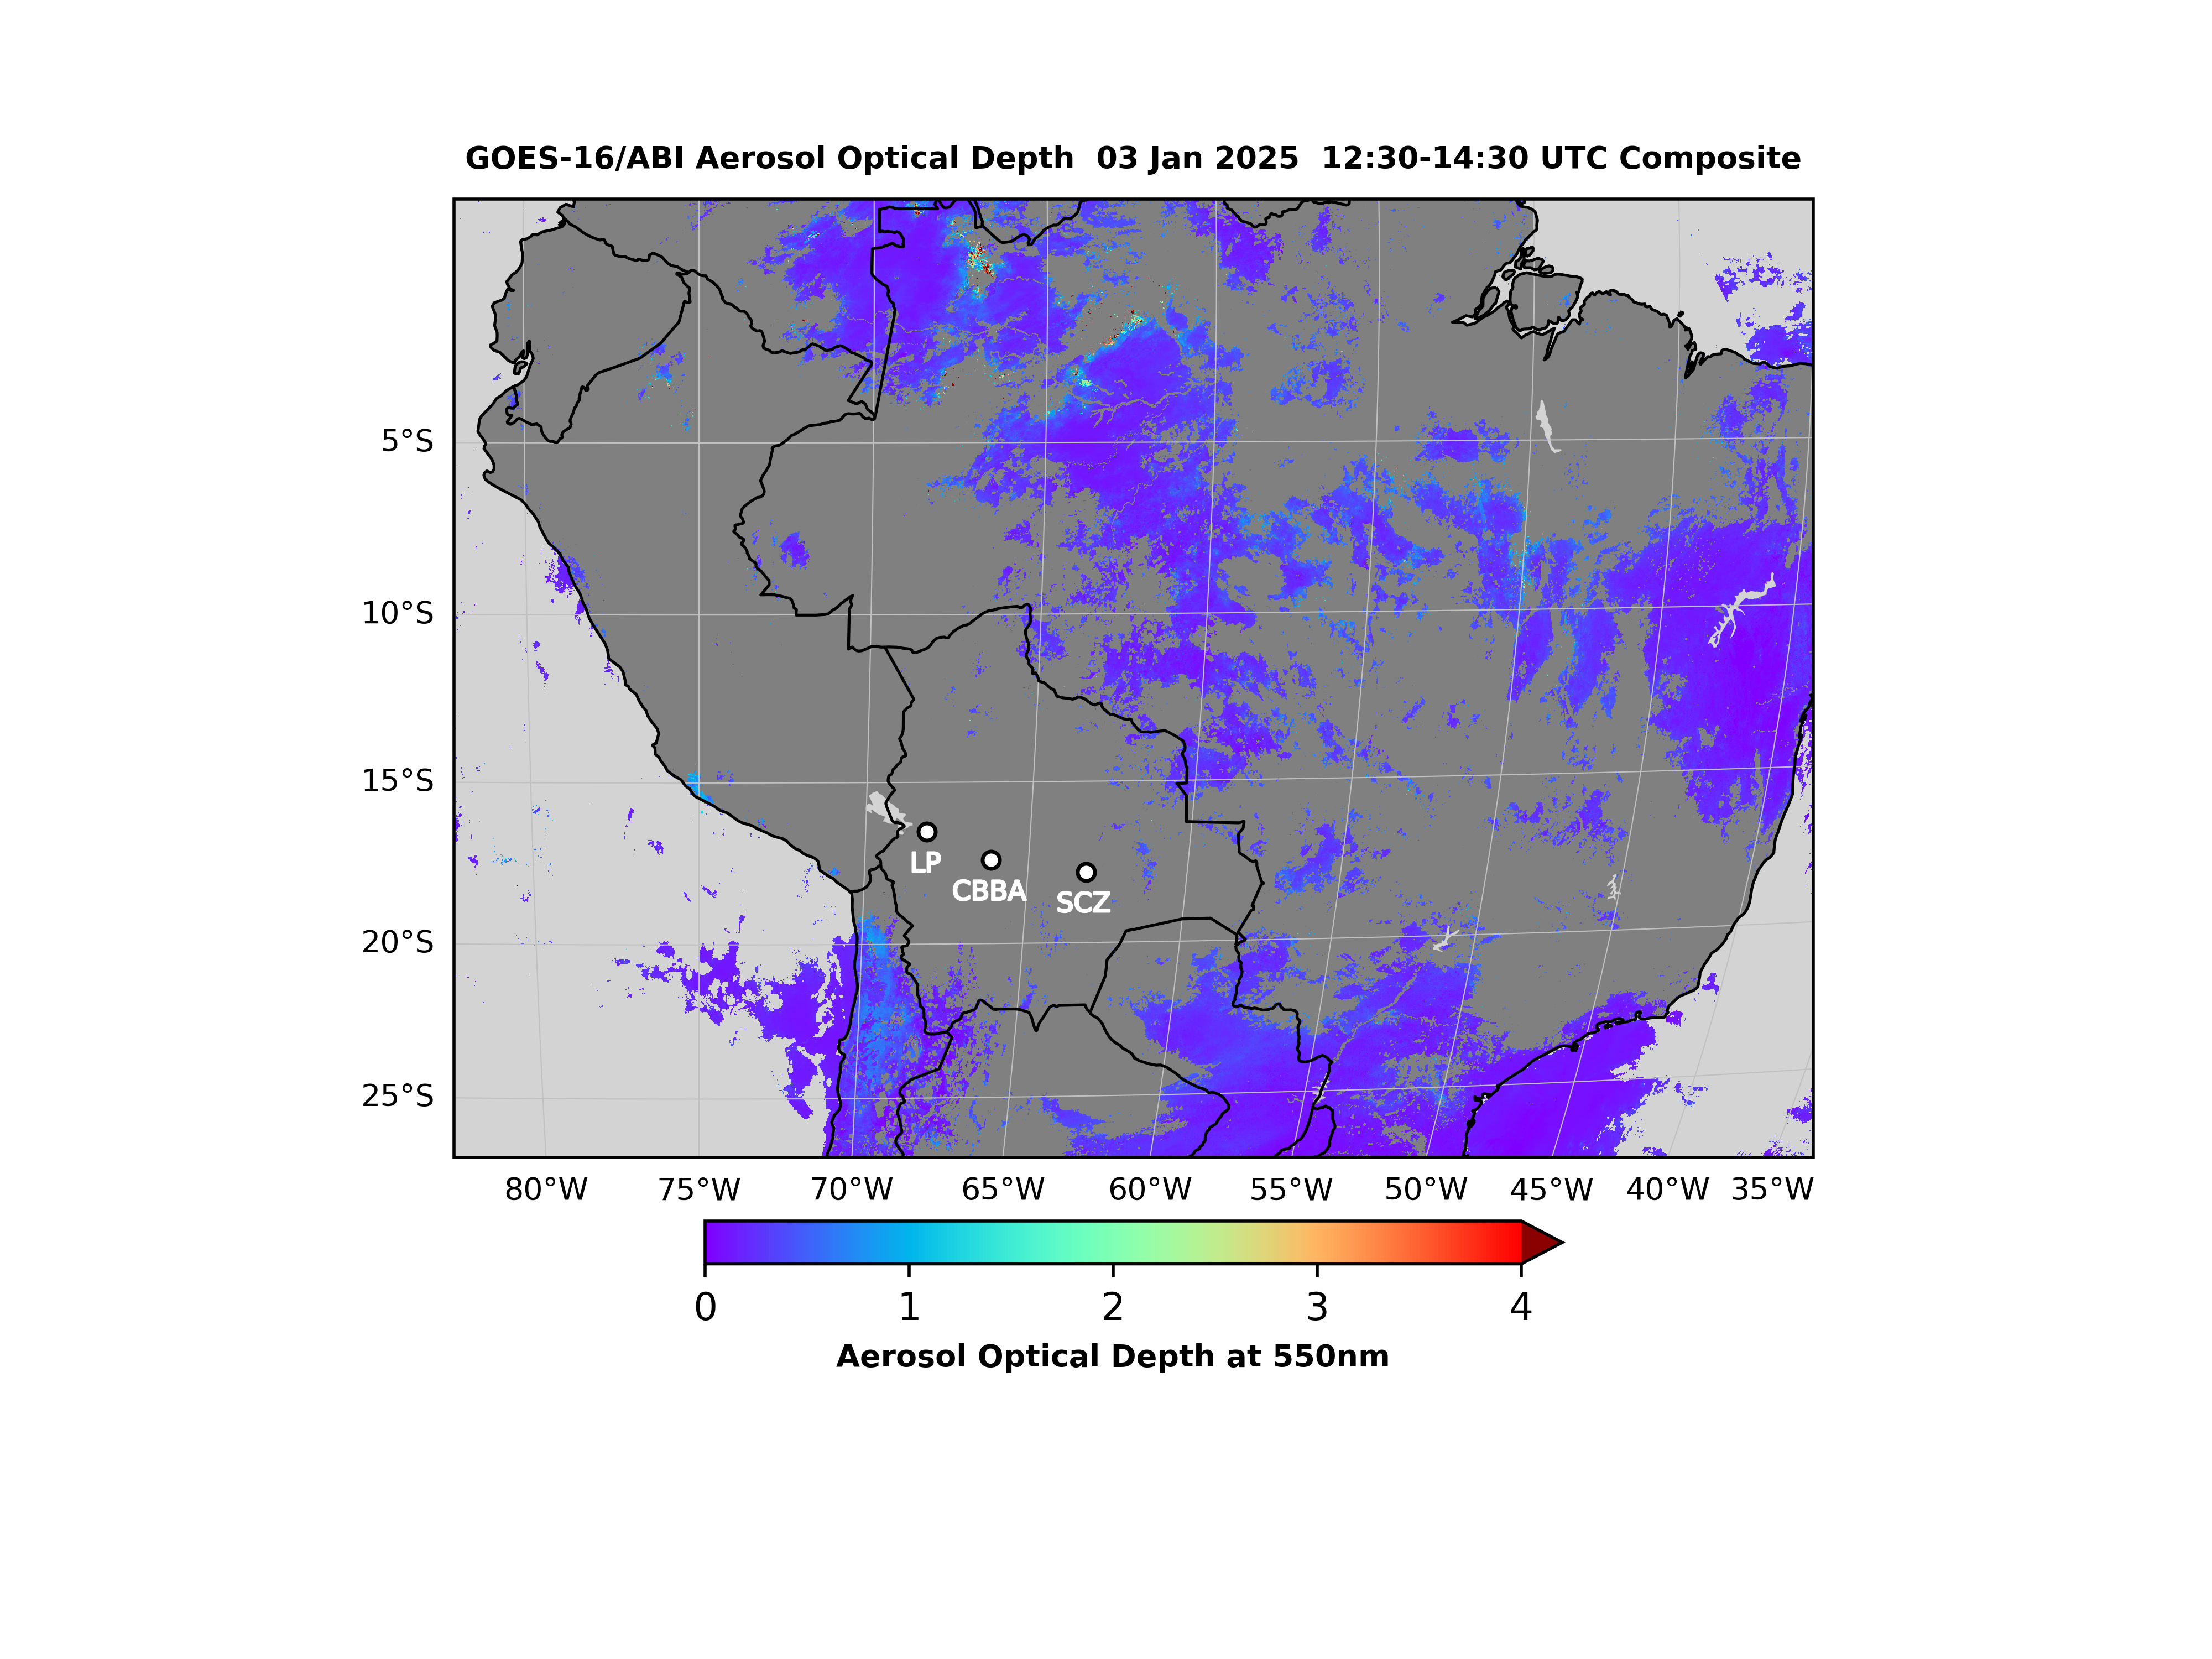 GOES-16/ABI Aerosol Optical Depth  03 Jan 2025  12:30-14:30 UTC Composite
5°S
10°S
15°S
LP
CBBA
SCZ
20°S
25°S
80°W 75°W 70°W 65°W 60°W 55°W 50°W 45°W 40°W 35°W
0 1 2 3 4
Aerosol Optical Depth at 550nm